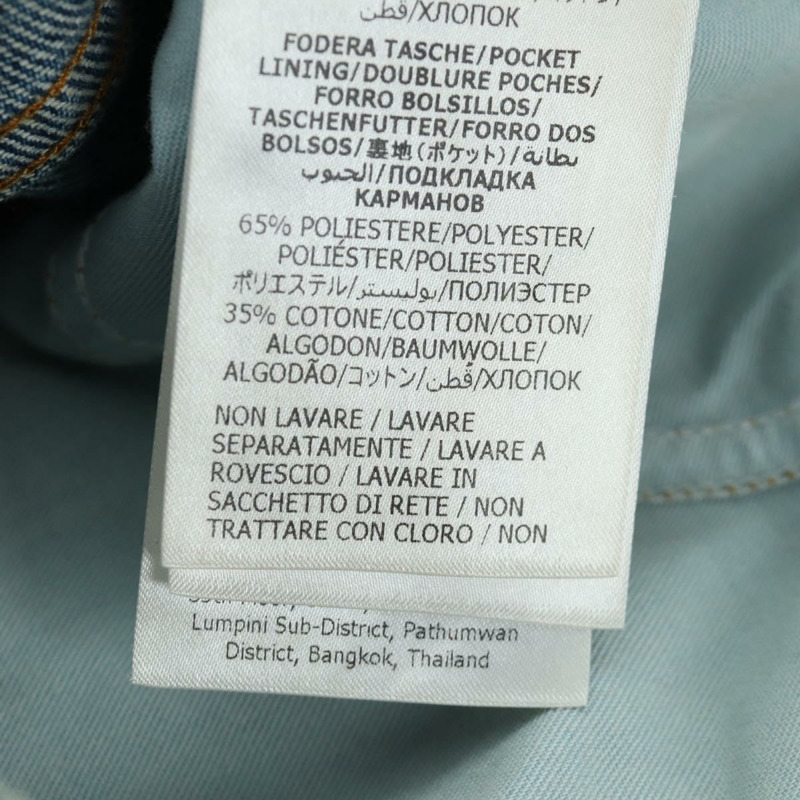 قطن/ХЛОПОК
FODERA TASCHE/POCKET
LINING/DOUBLURE POCHES/
FORRO BOLSILLOS/
TASCHENFUTTER/FORRO DOS
BOLSOS/裏地(ポケット)/بطانة
الجيوب/ПОДКЛАДКА
КАРМАНОВ
65% POLIESTERE/POLYESTER/
POLIÉSTER/POLIESTER/
ポリエステル/بوليستر/ПОЛИЭСТЕР
35% COTONE/COTTON/COTON/
ALGODON/BAUMWOLLE/
ALGODÃO/コットン/قُطن/ХЛОПОК
NON LAVARE / LAVARE
SEPARATAMENTE / LAVARE A
ROVESCIO / LAVARE IN
SACCHETTO DI RETE / NON
TRATTARE CON CLORO / NON
Lumpini Sub-District, Pathumwan
District, Bangkok, Thailand